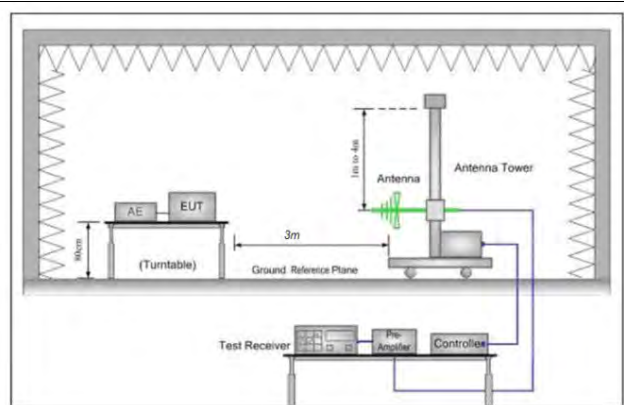 1m to 4m
Antenna
Antenna Tower
AE
EUT
3m
80cm
(Turntable)
Ground Reference Plane
Test Receiver
Pre-
Amplifier
Controller